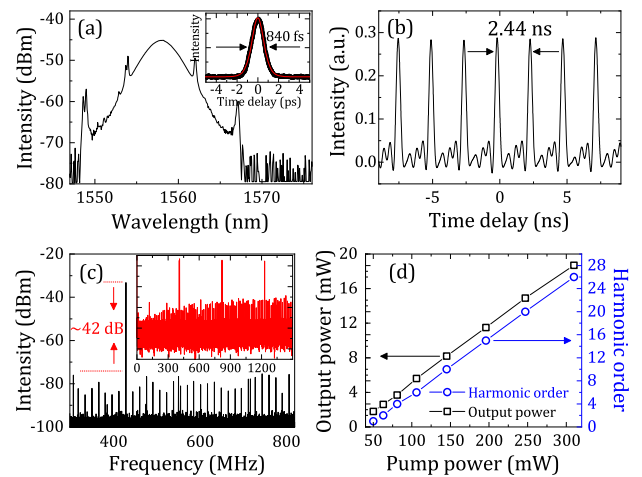 (a)
Intensity (dBm)
-40
-50
-60
-70
-80
1550
1560
1570
Wavelength (nm)
Intensity
840 fs
-4 -2 0 2 4
Time delay (ps)
(b)
2.44 ns
Intensity (a.u.)
0.3
0.2
0.1
0.0
-5
0
5
Time delay (ns)
(c)
Intensity (dBm)
-20
-40
-60
-80
-100
~42 dB
0 300 600 900 1200
400
600
800
Frequency (MHz)
(d)
Output power (mW)
20
16
12
8
4
0
Harmonic order
Output power
28
24
20
16
12
8
4
0
Harmonic order
50 100 150 200 250 300
Pump power (mW)